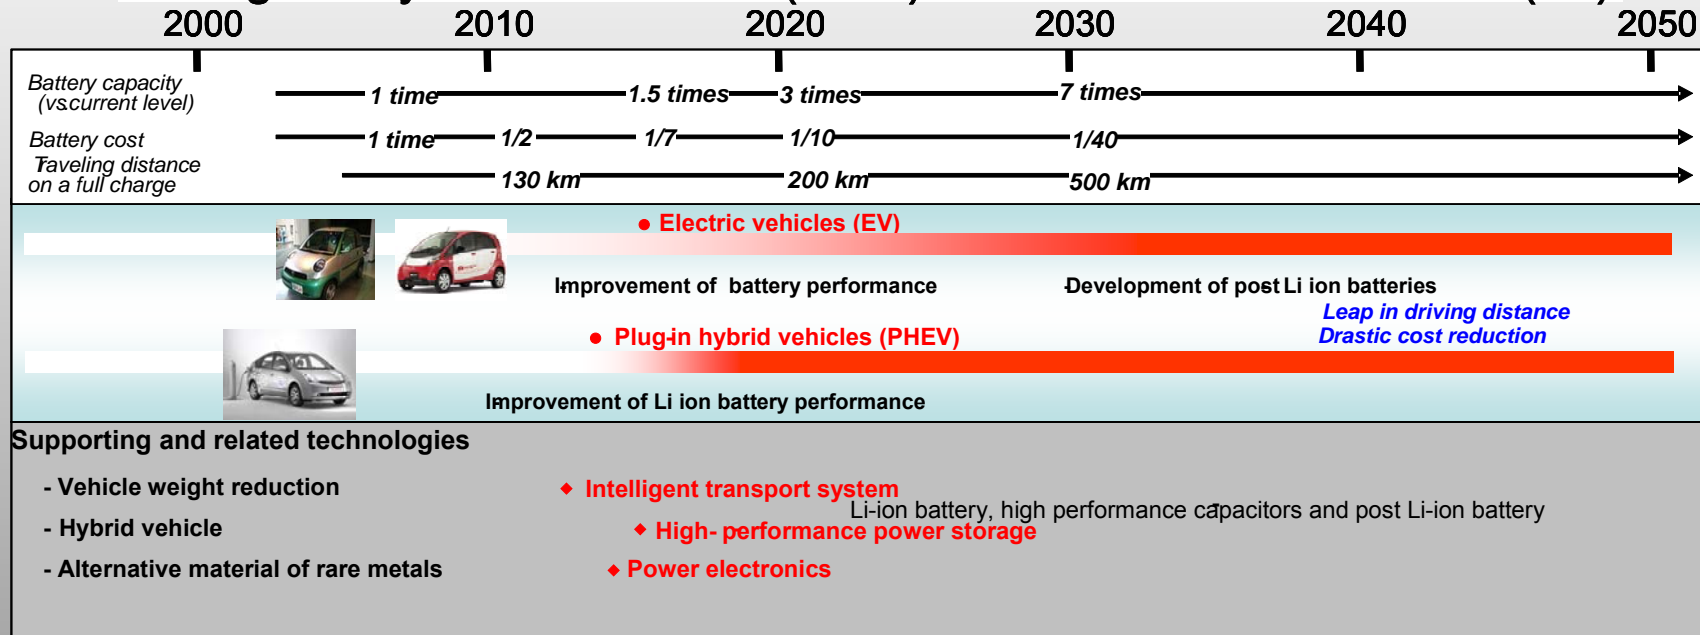 2000 2010 2020 2030 2040 2050
Battery capacity
(vs.current level)
1 time 1.5 times 3 times 7 times
Battery cost
1 time 1/2 1/7 1/10 1/40
Taveling distance
on a full charge
130 km 200 km 500 km
• Electric vehicles (EV)
Improvement of battery performance
Development of post Li ion batteries
Leap in driving distance
Drastic cost reduction
• Plug-in hybrid vehicles (PHEV)
Improvement of Li ion battery performance
Supporting and related technologies
- Vehicle weight reduction
- Hybrid vehicle
- Alternative material of rare metals
◆ Intelligent transport system
Li-ion battery, high performance capacitors and post Li-ion battery
◆ High-performance power storage
◆ Power electronics